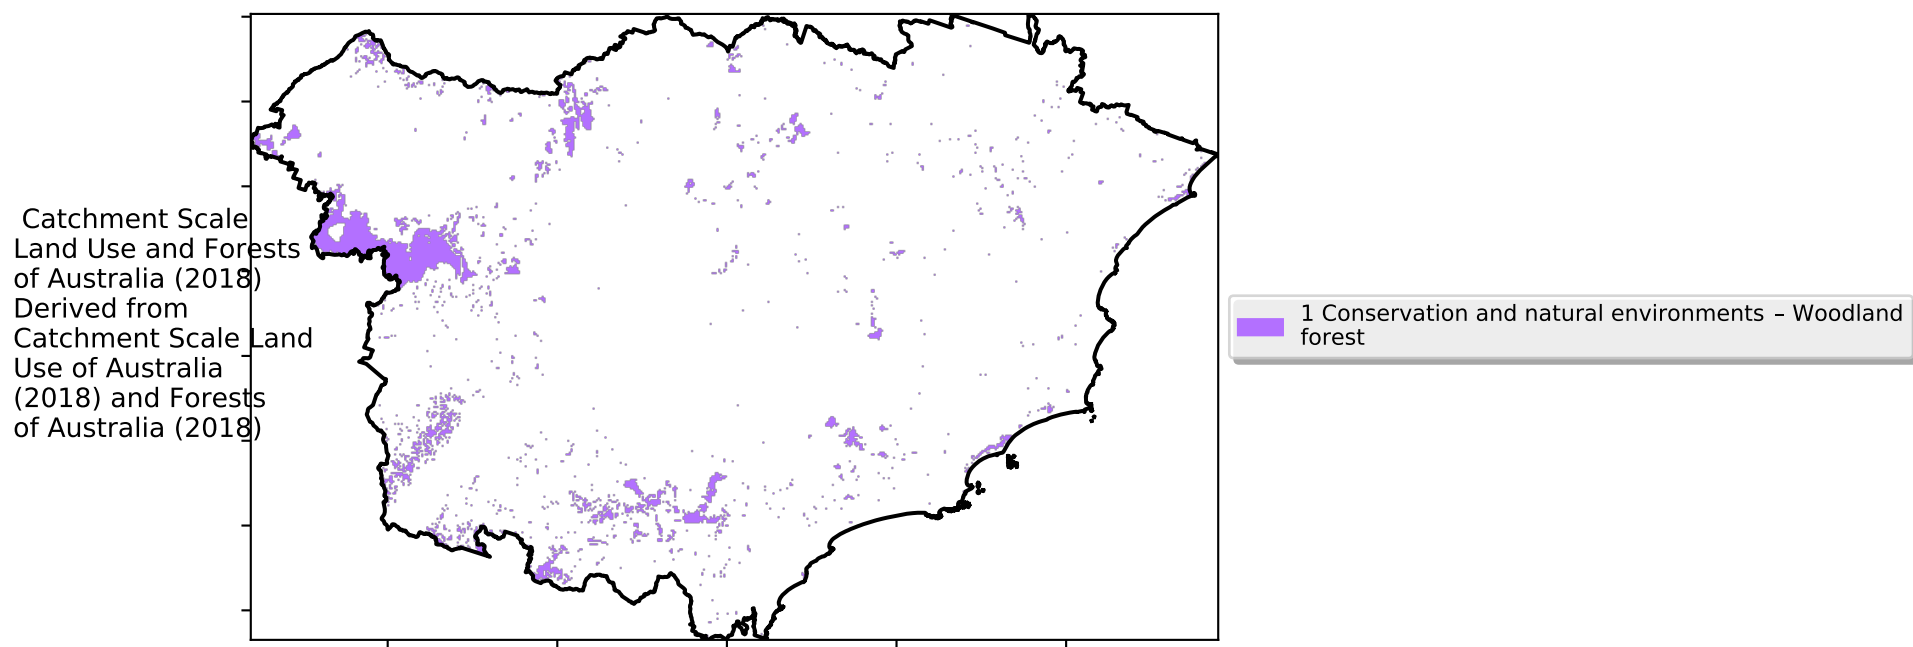 Catchment Scale
Land Use and Forests
of Australia (2018)
Derived from
Catchment Scale Land
Use of Australia
(2018) and Forests
of Australia (2018)
1 Conservation and natural environments – Woodland
forest